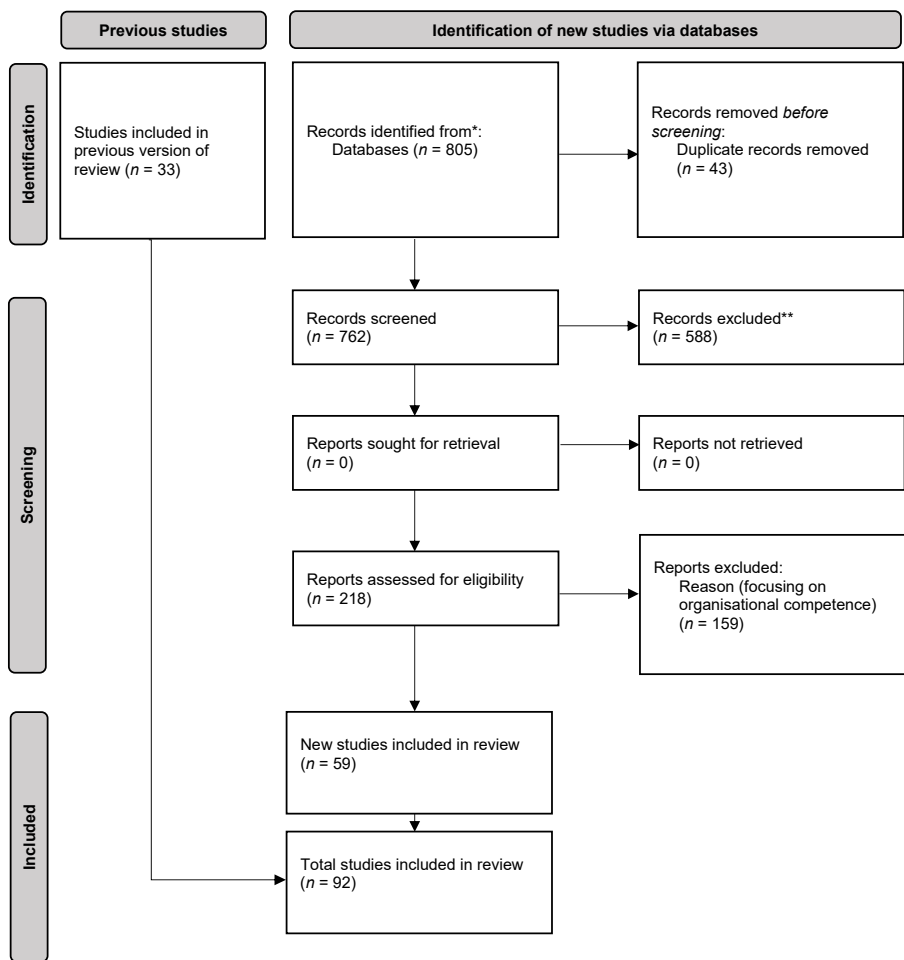 Previous studies
Identification of new studies via databases
Identification
Studies included in
previous version of
review (n = 33)
Records identified from*:
Databases (n = 805)
Records removed before
screening:
Duplicate records removed
(n = 43)
Screening
Records screened
(n = 762)
Records excluded**
(n = 588)
Reports sought for retrieval
(n = 0)
Reports not retrieved
(n = 0)
Reports assessed for eligibility
(n = 218)
Reports excluded:
Reason (focusing on
organisational competence)
(n = 159)
Included
New studies included in review
(n = 59)
Total studies included in review
(n = 92)